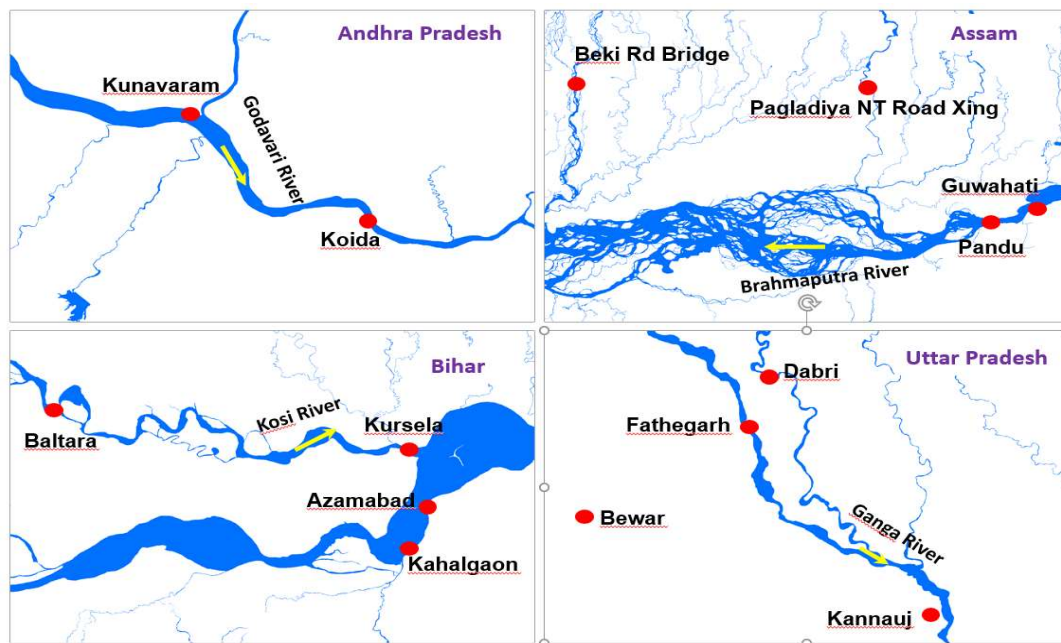 Andhra Pradesh
Kunavaram
Godavari River
Koida
Assam
Beki Rd Bridge
Pagladiya NT Road Xing
Guwahati
Pandu
Brahmaputra River
Bihar
Kosi River
Baltara
Kursela
Azamabad
Kahalgaon
Uttar Pradesh
Dabri
Fathegarh
Bewar
Ganga River
Kannauj